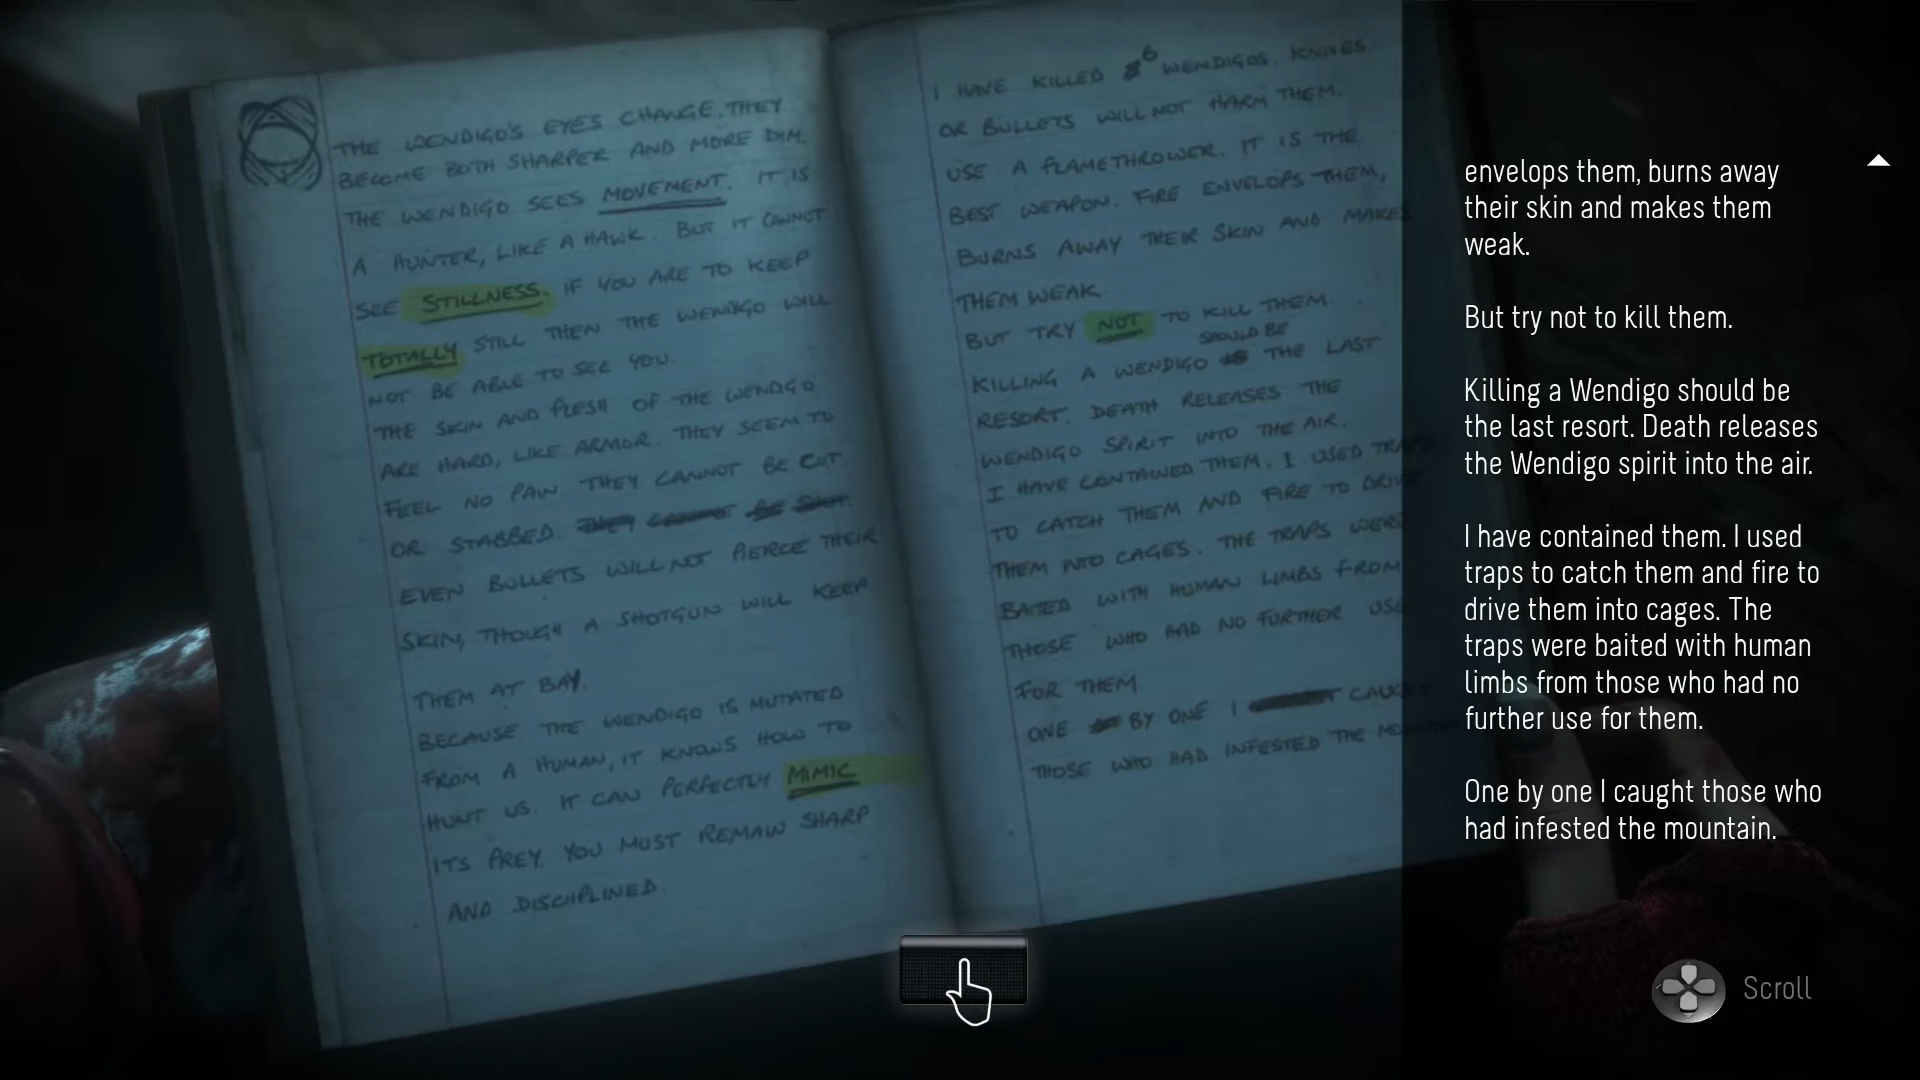 THE WENDIGO'S EYES CHANGE. THEY
BECOME BOTH SHARPER AND MORE DIM.
THE WENDIGO SEES MOVEMENT. IT IS
A HUNTER, LIKE A HAWK. BUT IT CANNOT
SEE STILLNESS. IF YOU ARE TO KEEP
TOTALLY STILL THEN THE WENDIGO WILL
NOT BE ABLE TO SEE YOU.
THE SKIN AND FLESH OF THE WENDIGO
ARE HARD, LIKE ARMOR. THEY SEEM TO
FEEL NO PAIN. THEY CANNOT BE CUT
OR STABBED. THEY CANNOT BE SHOT.
EVEN BULLETS WILL NOT PIERCE THEIR
SKIN, THOUGH A SHOTGUN WILL KEEP
THEM AT BAY.
BECAUSE THE WENDIGO IS MUTATED
FROM A HUMAN, IT KNOWS HOW TO
HUNT US. IT CAN PERFECTLY MIMIC
ITS PREY. YOU MUST REMAIN SHARP
AND DISCIPLINED.
I HAVE KILLED 6 WENDIGOS. KNIVES
OR BULLETS WILL NOT HARM THEM.
USE A FLAMETHROWER. IT IS THE
BEST WEAPON. FIRE ENVELOPS THEM,
BURNS AWAY THEIR SKIN AND MAKES
THEM WEAK
BUT TRY NOT TO KILL THEM.
KILLING A WENDIGO SHOULD BE THE LAST
RESORT. DEATH RELEASES THE
WENDIGO SPIRIT INTO THE AIR.
I HAVE CONTAINED THEM. I USED TRAPS
TO CATCH THEM AND FIRE TO DRIVE
THEM INTO CAGES. THE TRAPS WERE
BAITED WITH HUMAN LIMBS FROM
THOSE WHO HAD NO FURTHER USE
FOR THEM
ONE BY ONE I CAUGHT
THOSE WHO HAD INFESTED THE MOUNTAIN
envelops them, burns away
their skin and makes them
weak.
But try not to kill them.
Killing a Wendigo should be
the last resort. Death releases
the Wendigo spirit into the air.
I have contained them. I used
traps to catch them and fire to
drive them into cages. The
traps were baited with human
limbs from those who had no
further use for them.
One by one I caught those who
had infested the mountain.
Scroll